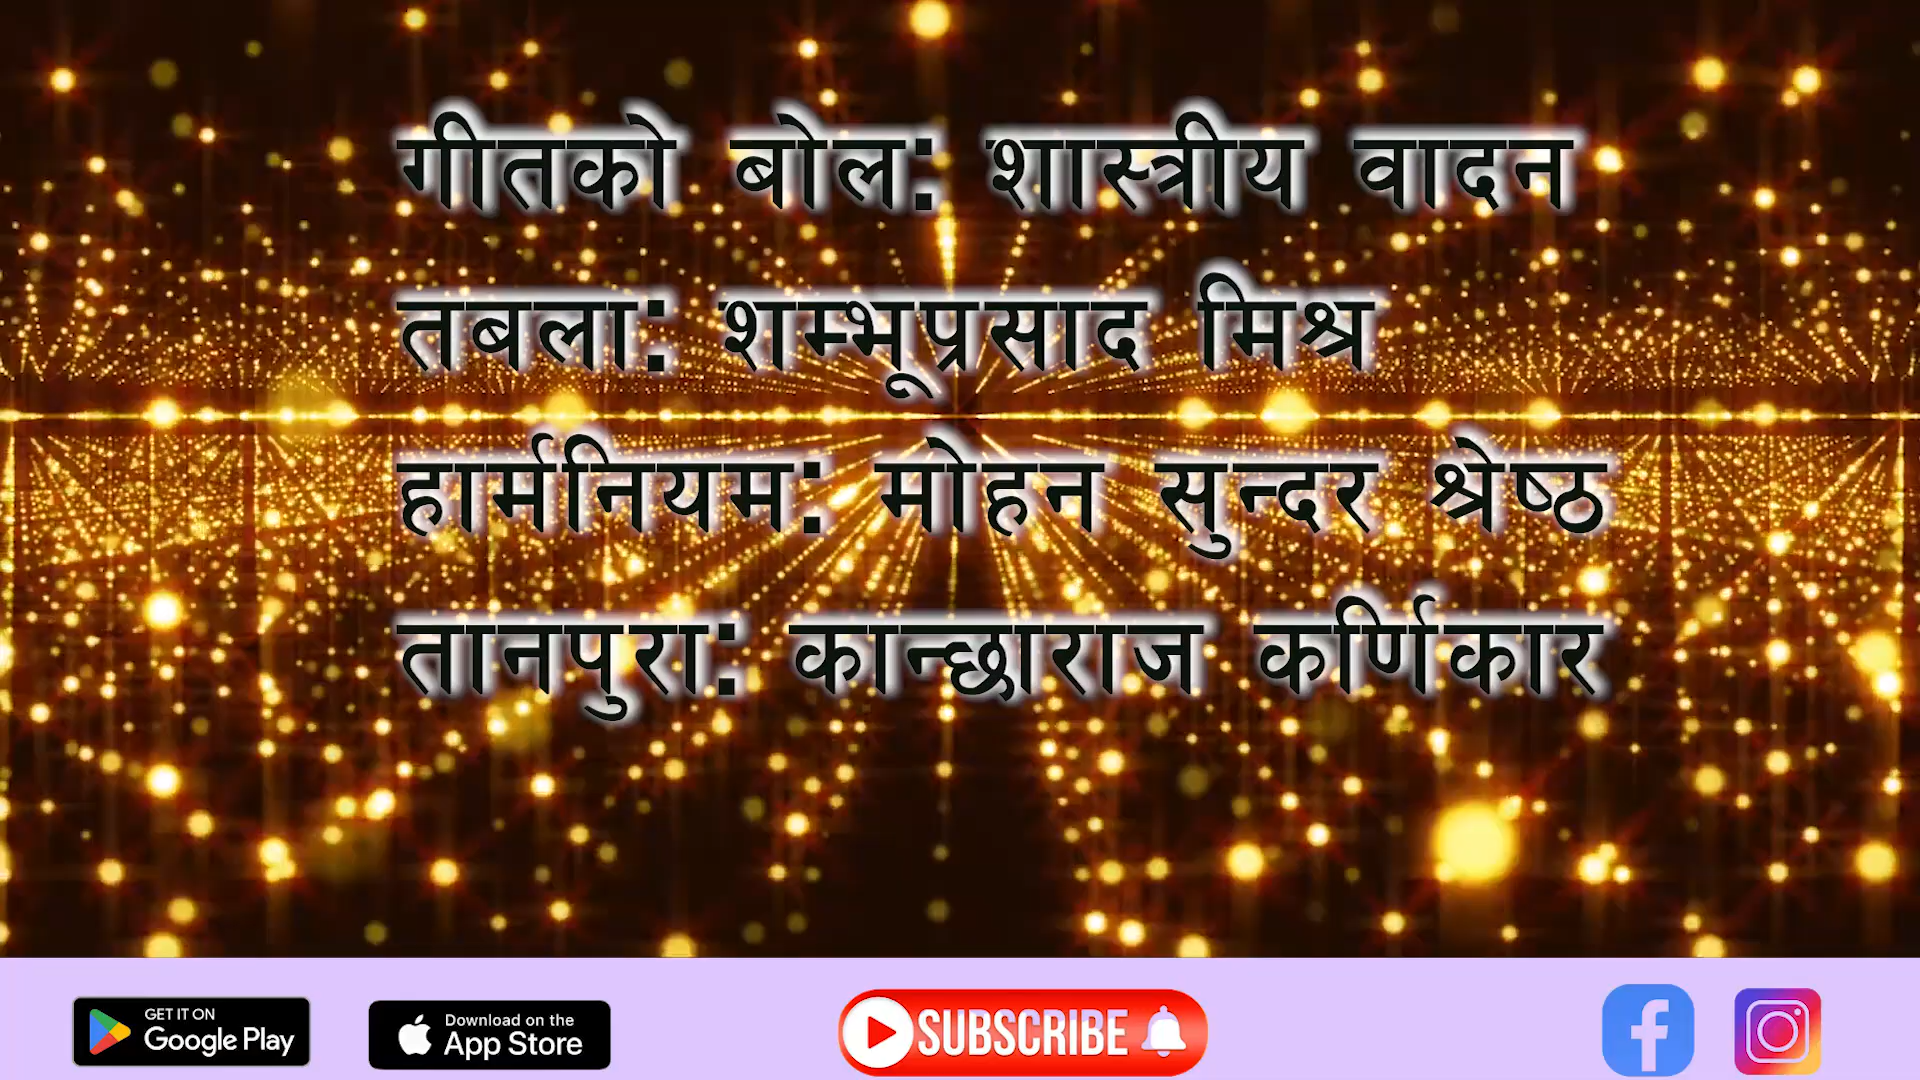 गीतको बोल: शास्त्रीय वादन
तबला: शम्भूप्रसाद मिश्र
हार्मनियम: मोहन सुन्दर श्रेष्ठ
तानपुरा: कान्छाराज कर्णिकार
GET IT ON
Google Play
Download on the
App Store
SUBSCRIBE